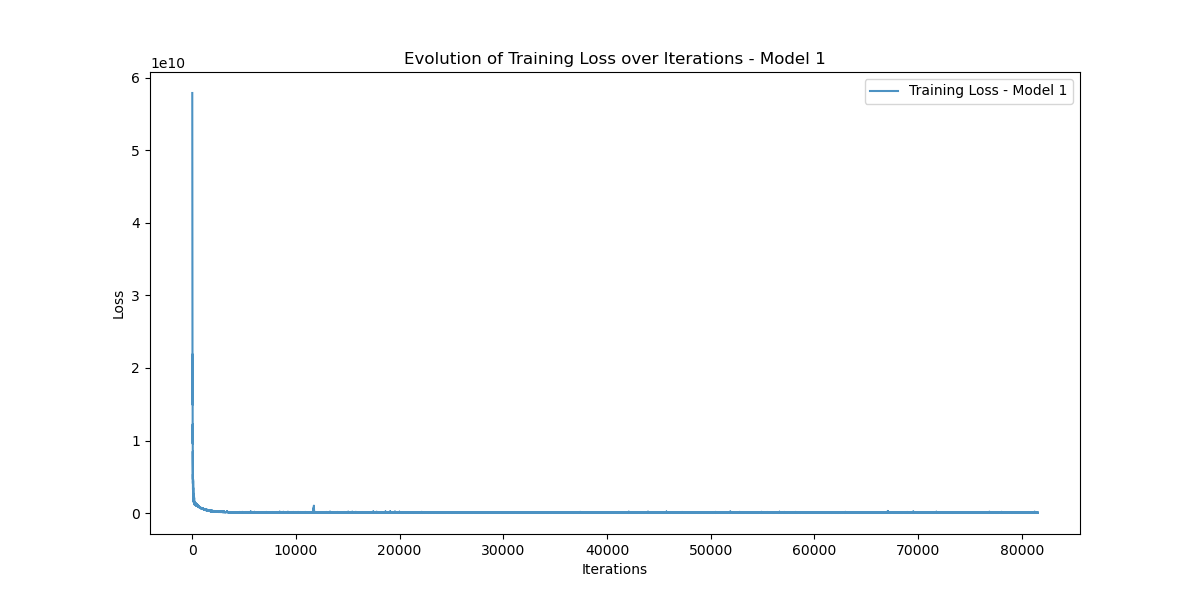 Evolution of Training Loss over Iterations - Model 1
1e10
Training Loss - Model 1
6
5
4
3
2
1
0
Loss
0 10000 20000 30000 40000 50000 60000 70000 80000
Iterations